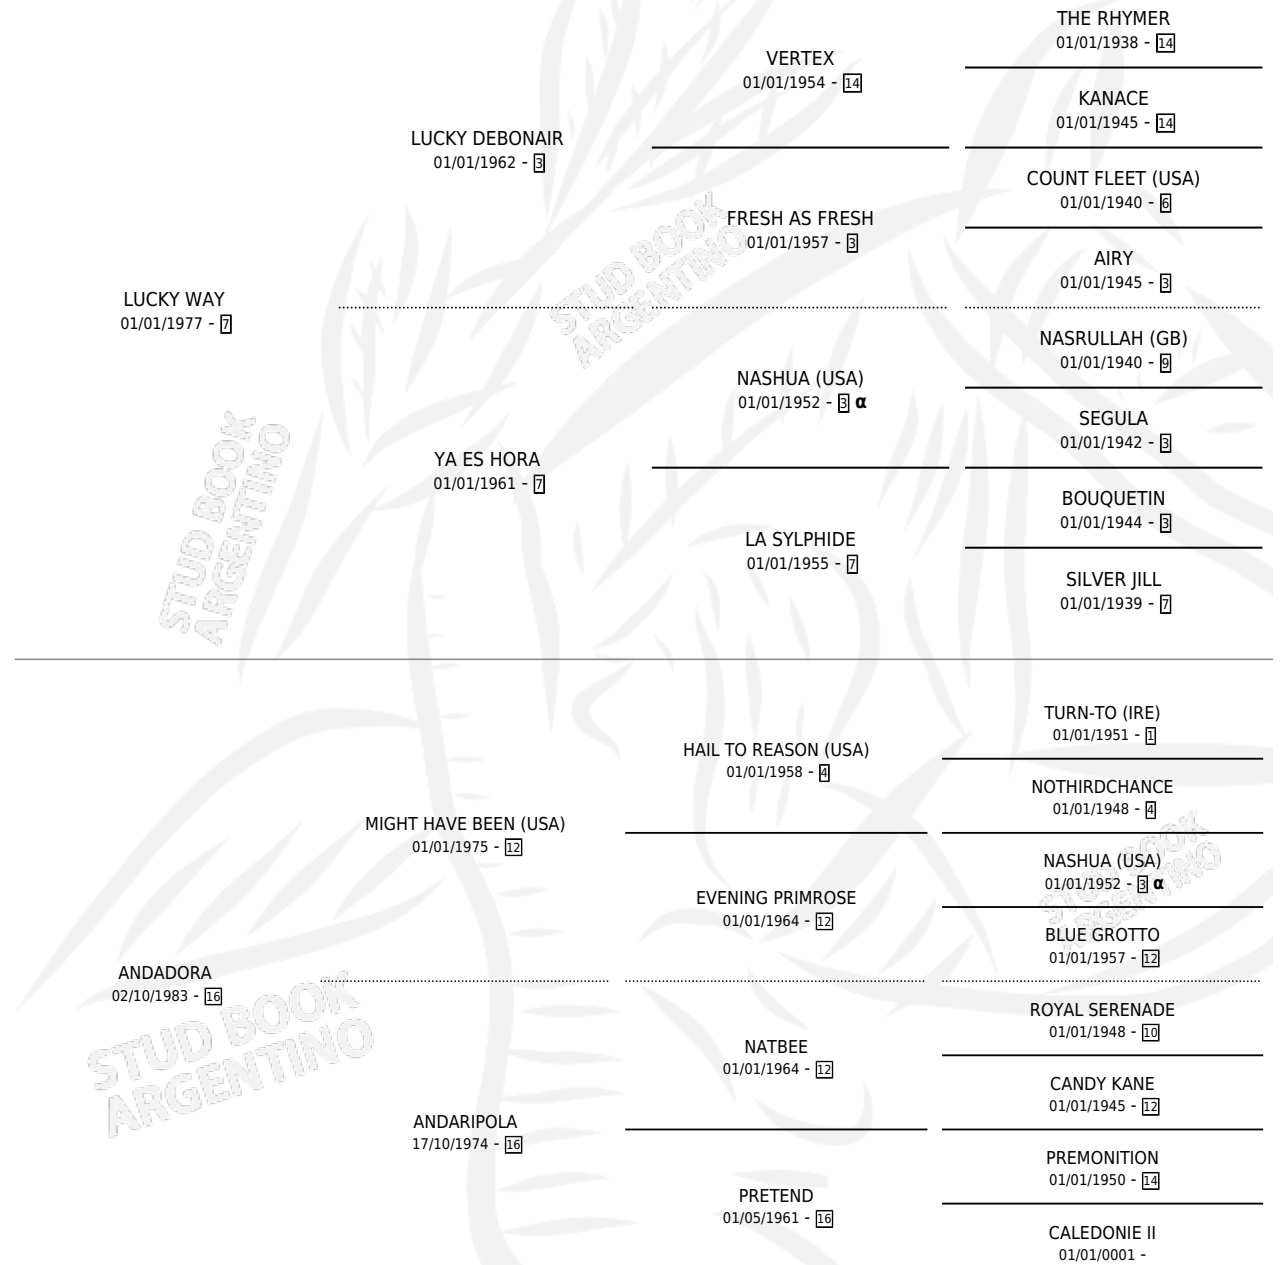 THE RHYMER
01/01/1938 - 14
VERTEX
01/01/1954 - 14
KANACE
01/01/1945 - 14
LUCKY DEBONAIR
01/01/1962 - 3
COUNT FLEET (USA)
01/01/1940 - 6
FRESH AS FRESH
01/01/1957 - 3
AIRY
01/01/1945 - 3
LUCKY WAY
01/01/1977 - 7
NASRULLAH (GB)
01/01/1940 - 9
NASHUA (USA)
01/01/1952 - 3 α
SEGULA
01/01/1942 - 3
YA ES HORA
01/01/1961 - 7
BOUQUETIN
01/01/1944 - 3
LA SYLPHIDE
01/01/1955 - 7
SILVER JILL
01/01/1939 - 7
TURN-TO (IRE)
01/01/1951 - 1
HAIL TO REASON (USA)
01/01/1958 - 4
NOTHIRDCHANCE
01/01/1948 - 4
MIGHT HAVE BEEN (USA)
01/01/1975 - 12
NASHUA (USA)
01/01/1952 - 3 α
EVENING PRIMROSE
01/01/1964 - 12
BLUE GROTTO
01/01/1957 - 12
ANDADORA
02/10/1983 - 16
ROYAL SERENADE
01/01/1948 - 10
NATBEE
01/01/1964 - 12
CANDY KANE
01/01/1945 - 12
ANDARIPOLA
17/10/1974 - 16
PREMONITION
01/01/1950 - 14
PRETEND
01/05/1961 - 16
CALEDONIE II
01/01/0001 -
STUD BOOK
ARGENTINO
STUD BOOK
ARGENTINO
STUD BOOK
ARGENTINO
STUD BOOK
ARGENTINO